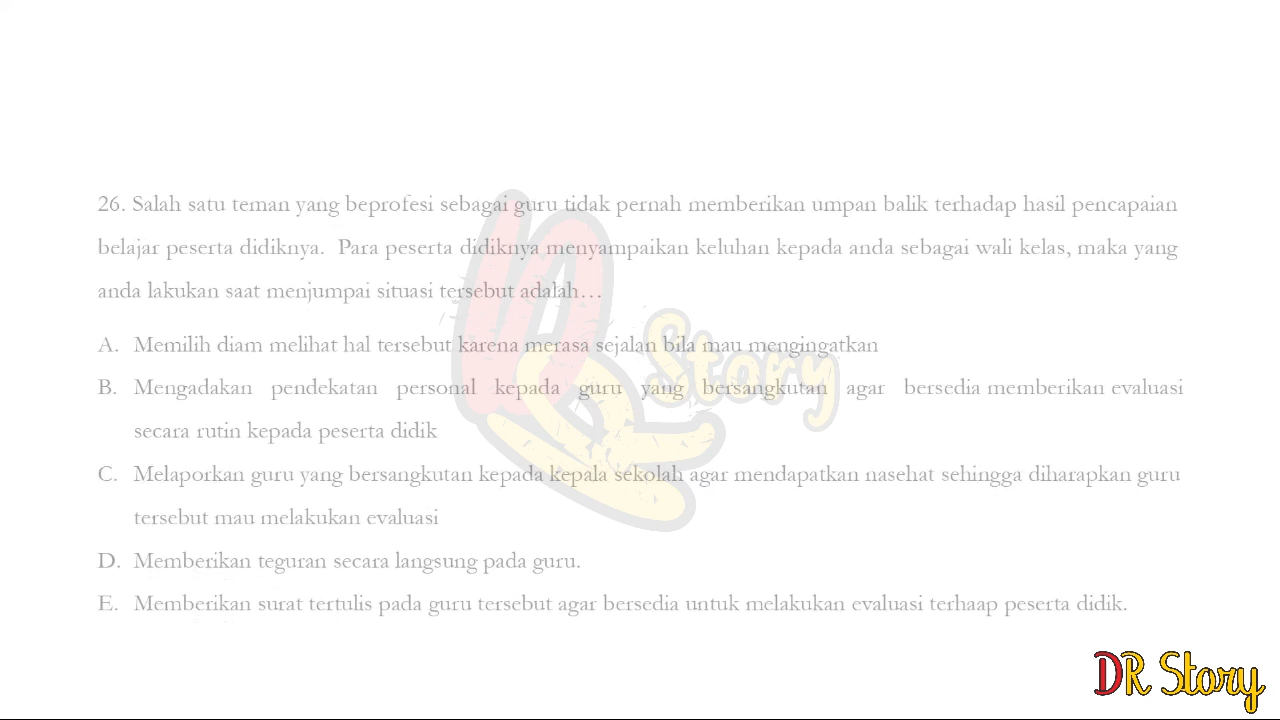 26. Salah satu teman yang beprofesi sebagai guru tidak pernah memberikan umpan balik terhadap hasil pencapaian
belajar peserta didiknya. Para peserta didiknya menyampaikan keluhan kepada anda sebagai wali kelas, maka yang
anda lakukan saat menjumpai situasi tersebut adalah…
A. Memilih diam melihat hal tersebut karena merasa sejalan bila mau mengingatkan
B. Mengadakan pendekatan personal kepada guru yang bersangkutan agar bersedia memberikan evaluasi
secara rutin kepada peserta didik
C. Melaporkan guru yang bersangkutan kepada kepala sekolah agar mendapatkan nasehat sehingga diharapkan guru
tersebut mau melakukan evaluasi
D. Memberikan teguran secara langsung pada guru.
E. Memberikan surat tertulis pada guru tersebut agar bersedia untuk melakukan evaluasi terhaap peserta didik.
Story
DR Story